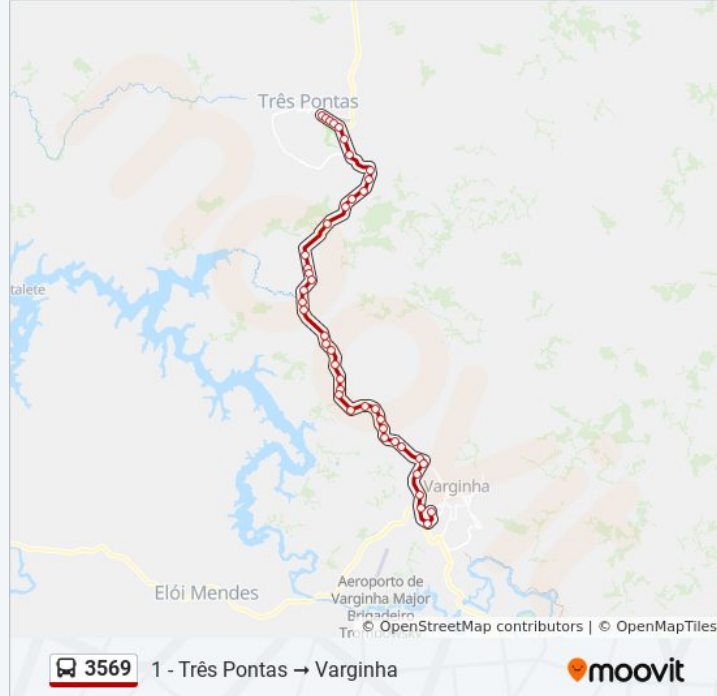 Três Pontas
talete
Varginha
Elói Mendes
Aeroporto de
Varginha Major
Brigadeiro
© OpenStreetMap contributors | © OpenMapTiles
3569 1 - Três Pontas → Varginha
moovit